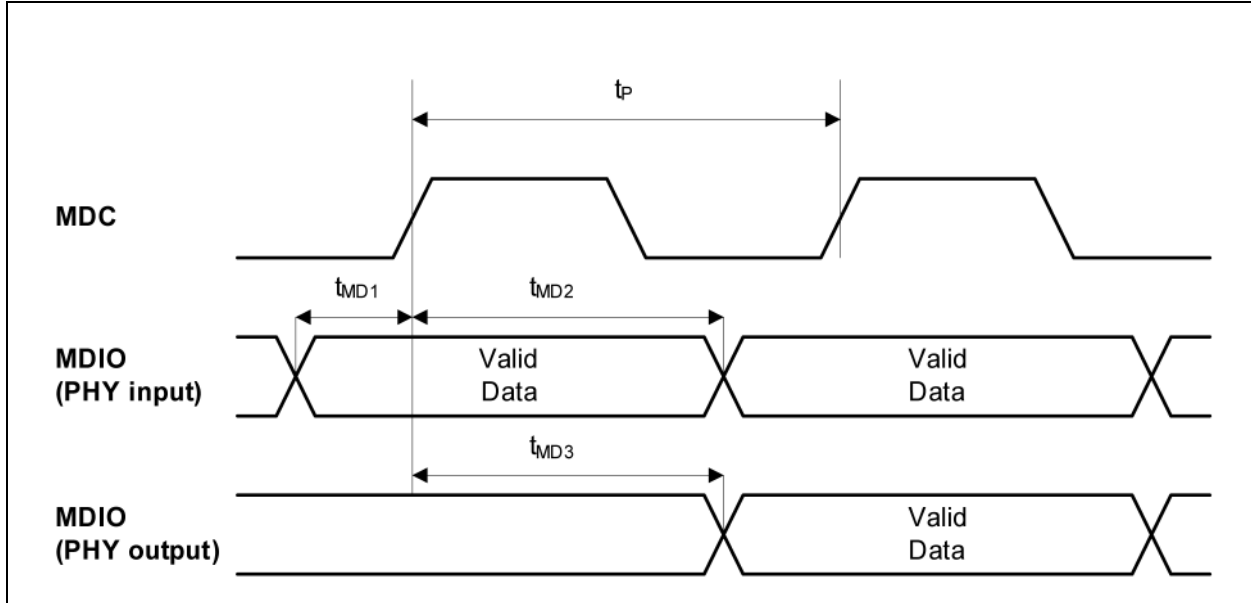 tP
MDC
tMD1
tMD2
MDIO
(PHY input)
Valid
Data
Valid
Data
tMD3
MDIO
(PHY output)
Valid
Data